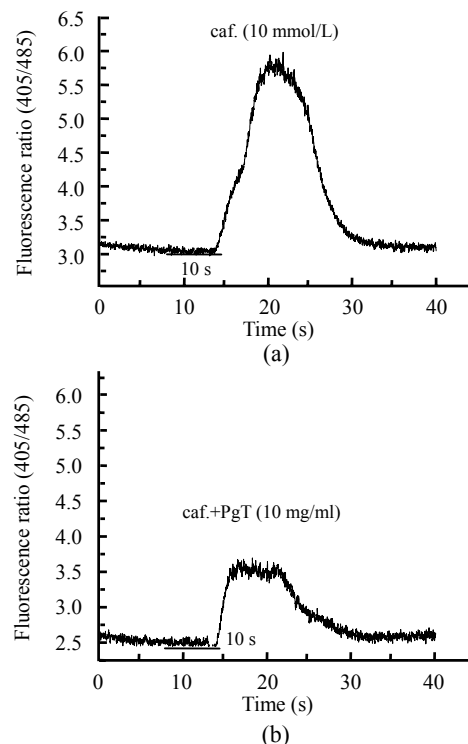 6.5
caf. (10 mmol/L)
6.0
5.5
5.0
4.5
4.0
3.5
3.0
Fluorescence ratio (405/485)
10 s
0 10 20 30 40
Time (s)
(a)
6.0
5.5
5.0
4.5
4.0
3.5
3.0
2.5
Fluorescence ratio (405/485)
caf.+PgT (10 mg/ml)
10 s
0 10 20 30 40
Time (s)
(b)